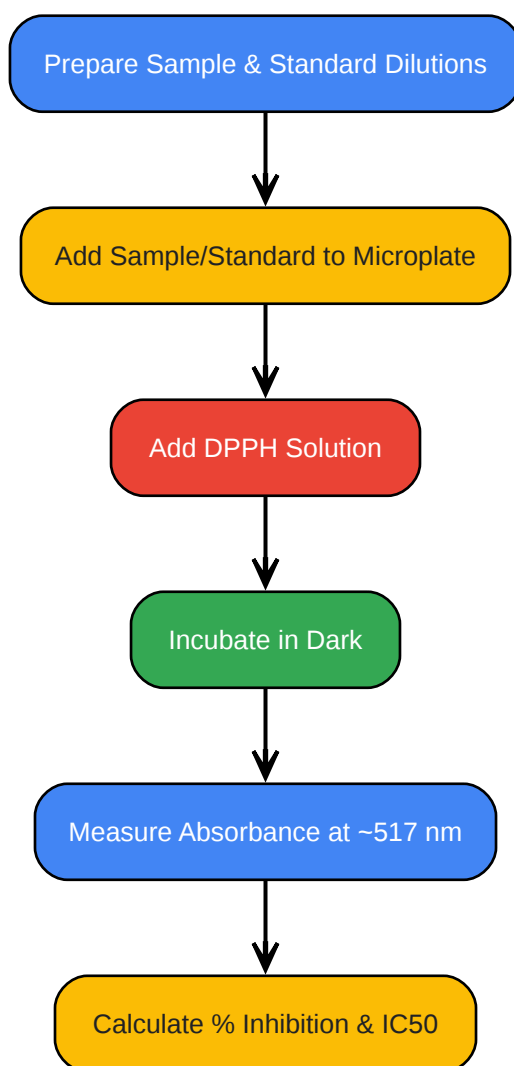 Prepare Sample & Standard Dilutions
Add Sample/Standard to Microplate
Add DPPH Solution
Incubate in Dark
Measure Absorbance at ~517 nm
Calculate % Inhibition & IC50